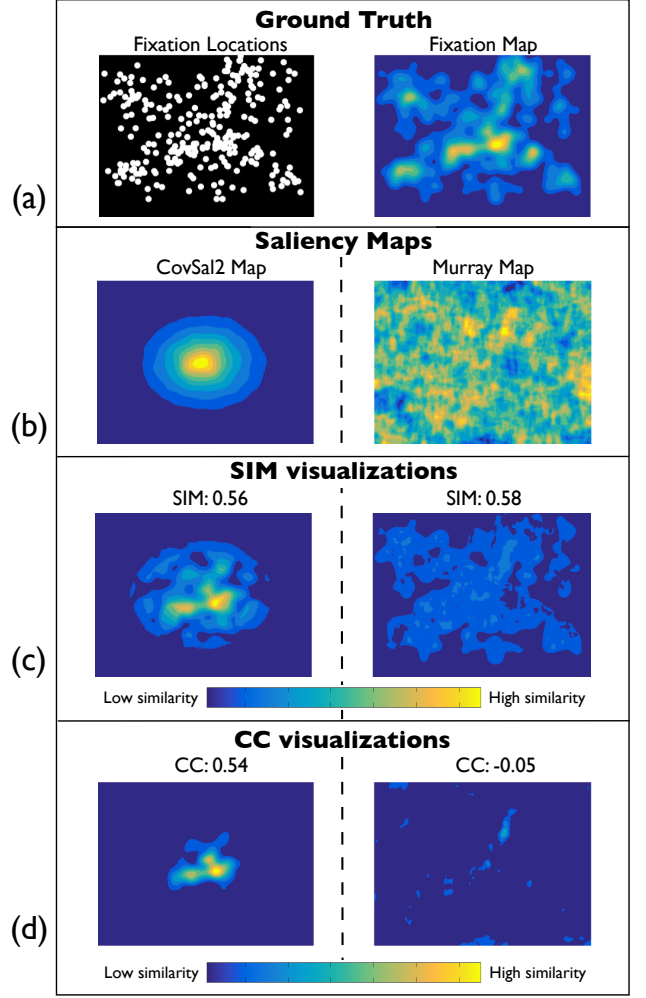 Ground Truth
Fixation Locations Fixation Map
(a)
Saliency Maps
CovSal2 Map Murray Map
(b)
SIM visualizations
SIM: 0.56 SIM: 0.58
(c)
Low similarity High similarity
CC visualizations
CC: 0.54 CC: -0.05
(d)
Low similarity High similarity